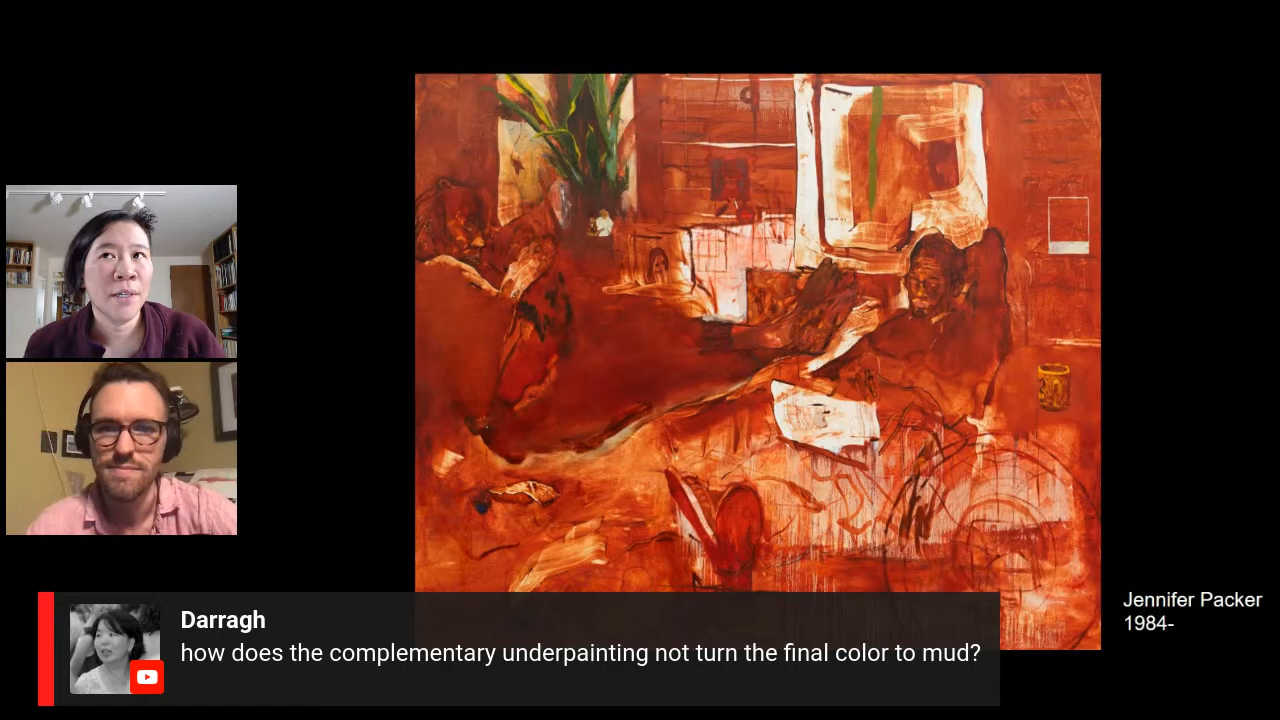 Jennifer Packer
1984-
Darragh
how does the complementary underpainting not turn the final color to mud?